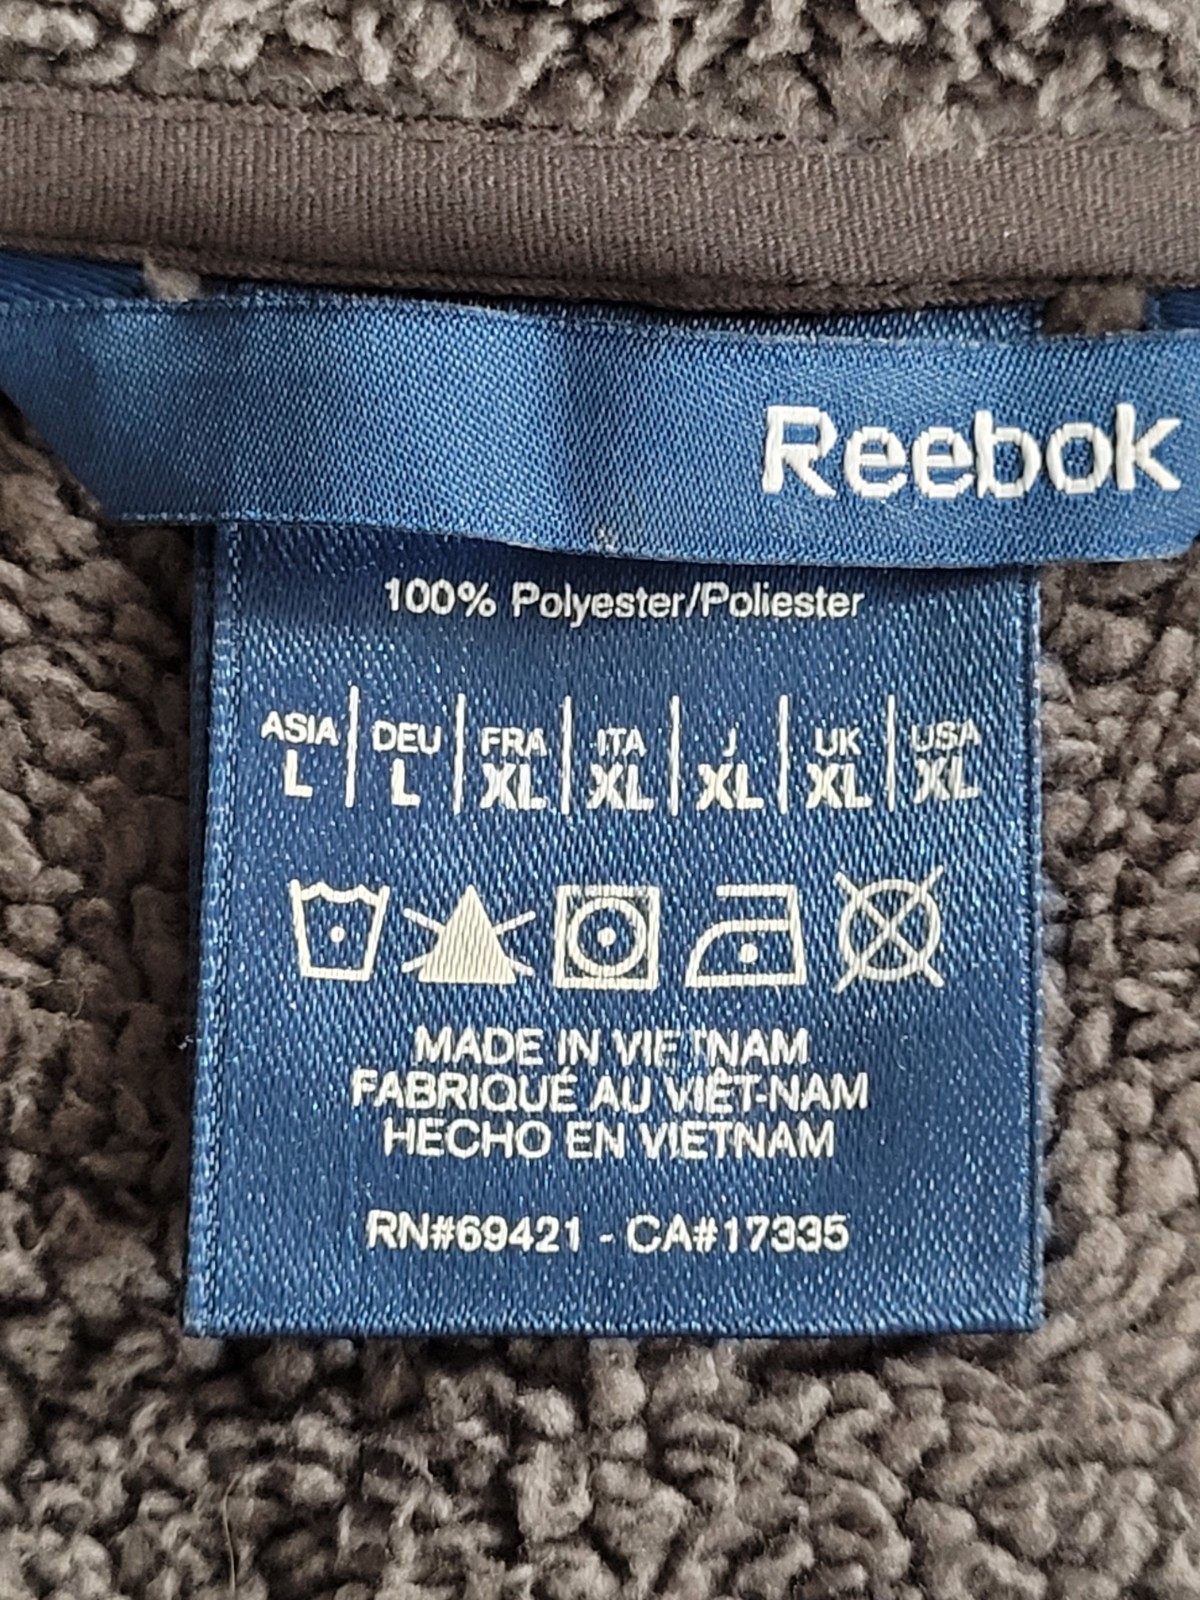 Reebok
100% Polyester/Poliester
ASIA DEU FRA ITA J UK USA
L L XL XL XL XL XL
MADE IN VIETNAM
FABRIQUÉ AU VIÊT-NAM
HECHO EN VIETNAM
RN#69421 - CA#17335